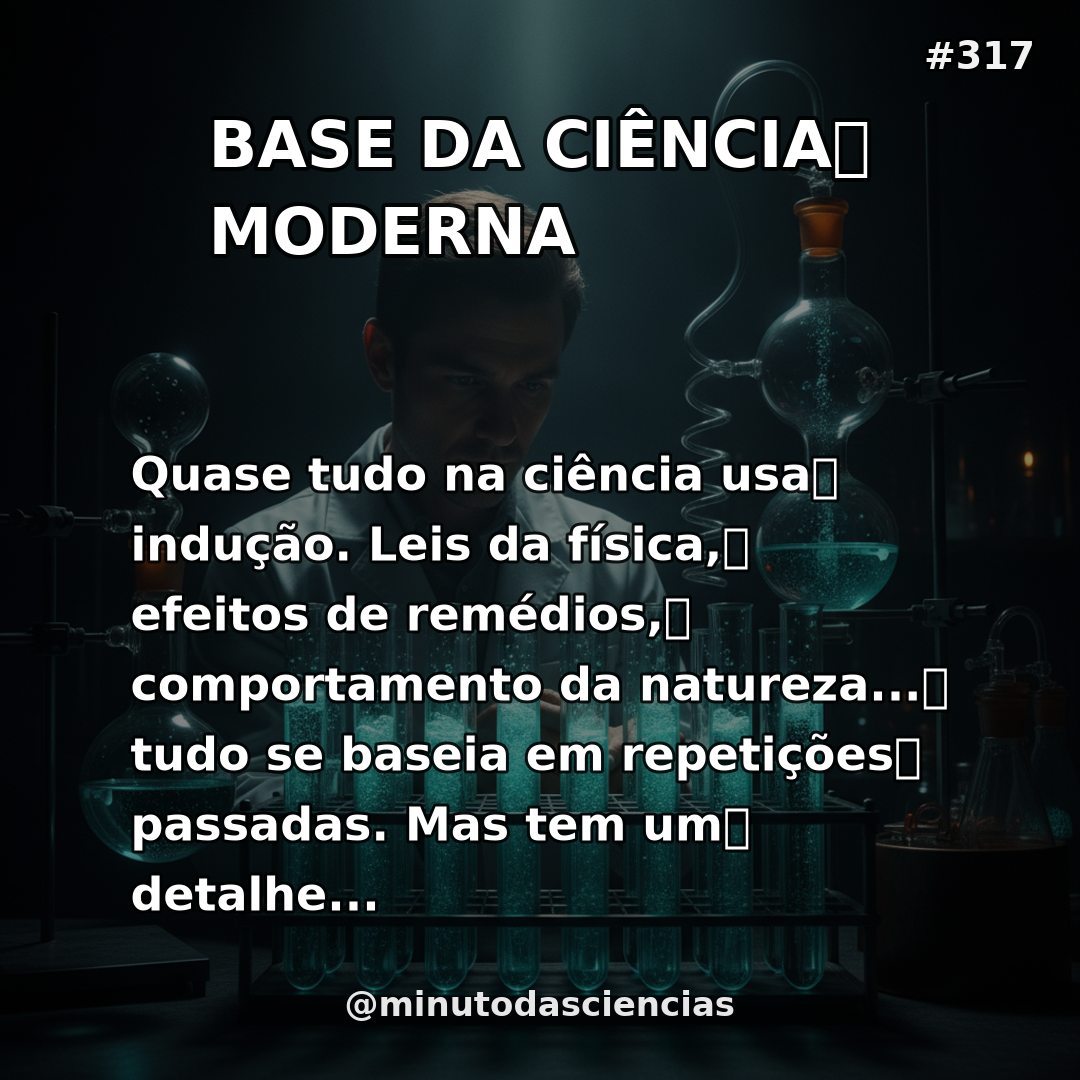 #317
BASE DA CIÊNCIA▯
MODERNA
Quase tudo na ciência usa▯
indução. Leis da física,▯
efeitos de remédios,▯
comportamento da natureza...▯
tudo se baseia em repetições▯
passadas. Mas tem um▯
detalhe...
@minutodasciencias